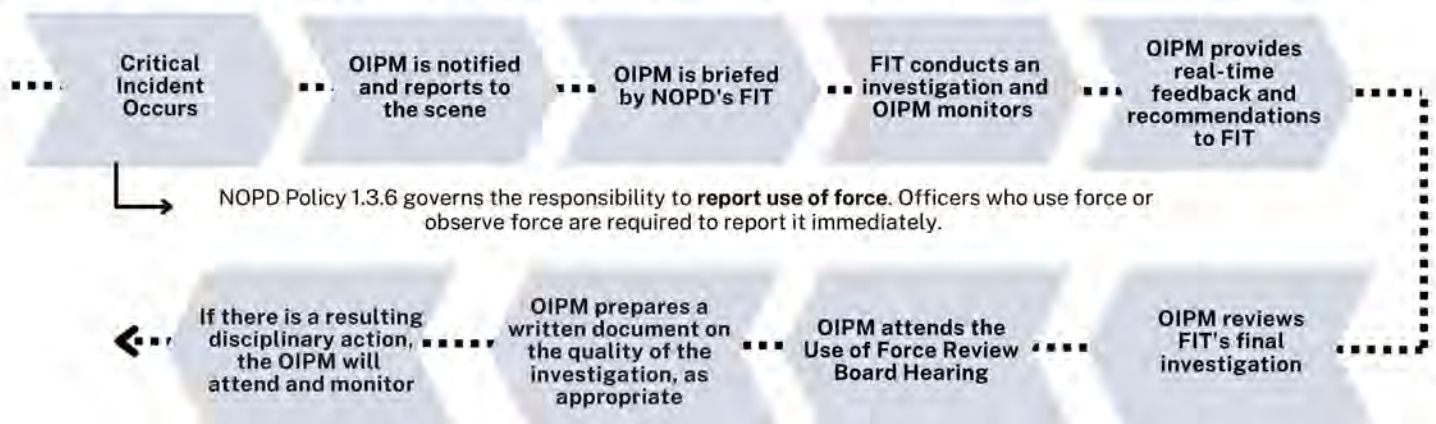 Critical
Incident
Occurs
OIPM is notified
and reports to
the scene
OIPM is briefed
by NOPD's FIT
FIT conducts an
investigation and
OIPM monitors
OIPM provides
real-time
feedback and
recommendations
to FIT
NOPD Policy 1.3.6 governs the responsibility to report use of force. Officers who use force or
observe force are required to report it immediately.
OIPM reviews
FIT's final
investigation
OIPM attends the
Use of Force Review
Board Hearing
OIPM prepares a
written document on
the quality of the
investigation, as
appropriate
If there is a resulting
disciplinary action,
the OIPM will
attend and monitor